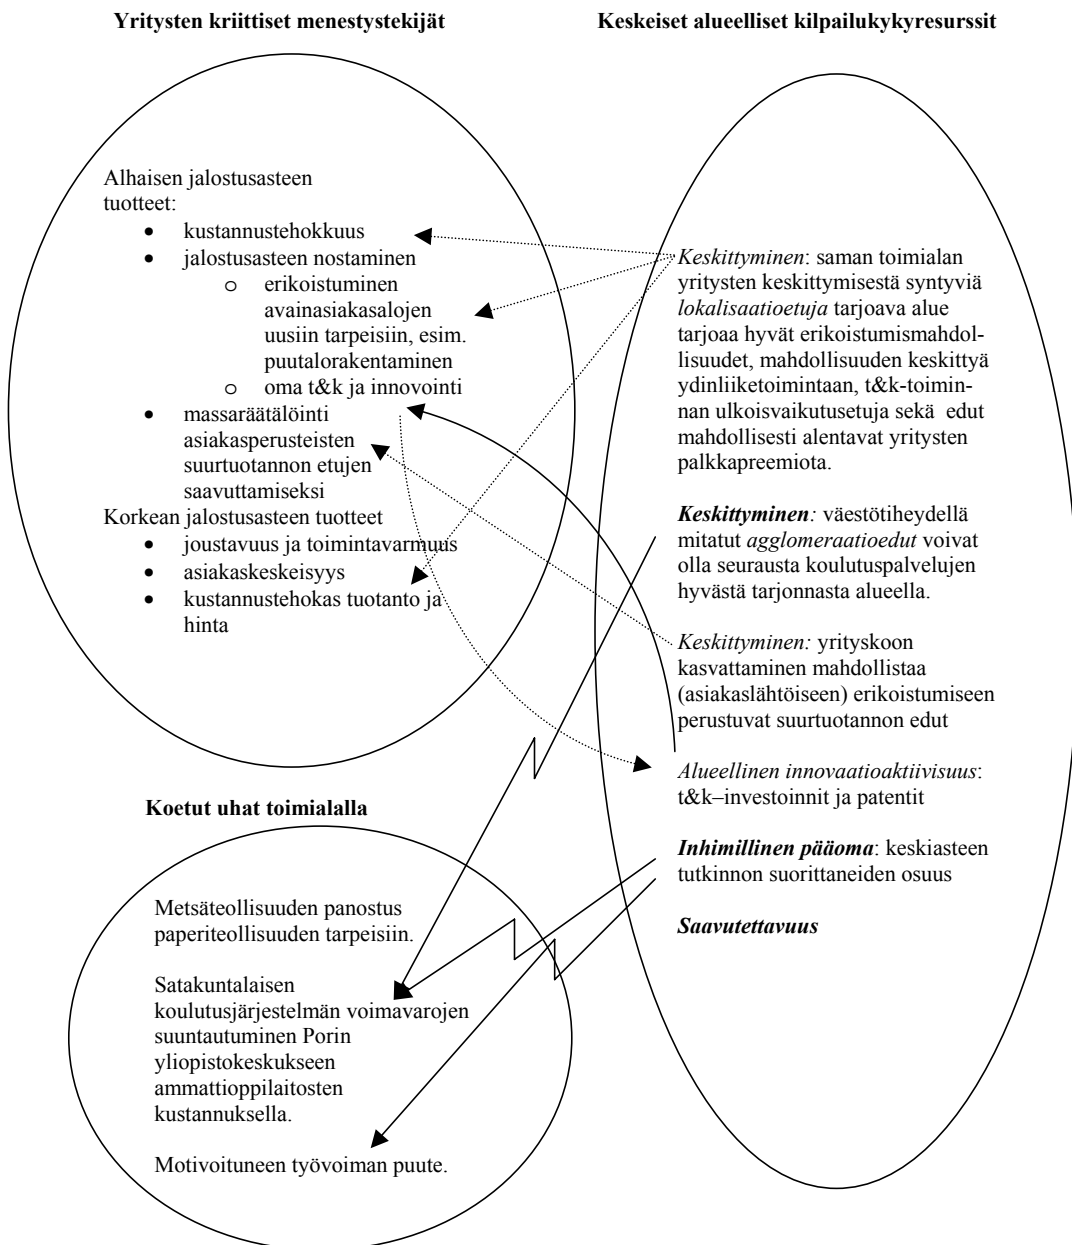 Yritysten kriittiset menestystekijät
Alhaisen jalostusasteen
tuotteet:
• kustannustehokkuus
• jalostusasteen nostaminen
o erikoistuminen
avainasiakasalojen
uusiin tarpeisiin, esim.
puutalorakentaminen
o oma t&k ja innovointi
• massaräätälöinti
asiakasperusteisten
suurtuotannon etujen
saavuttamiseksi
Korkean jalostusasteen tuotteet
• joustavuus ja toimintavarmuus
• asiakaskeskeisyys
• kustannustehokas tuotanto ja
hinta
Keskeiset alueelliset kilpailukykyresurssit
Keskittyminen: saman toimialan
yritysten keskittymisestä syntyviä
lokalisaatioetuja tarjoava alue
tarjoaa hyvät erikoistumismahdol-
lisuudet, mahdollisuuden keskittyä
ydinliiketoimintaan, t&k-toimin-
nan ulkoisvaikutusetuja sekä edut
mahdollisesti alentavat yritysten
palkkapreemiota.
Keskittyminen: väestötiheydellä
mitatut agglomeraatioedut voivat
olla seurausta koulutuspalvelujen
hyvästä tarjonnasta alueella.
Keskittyminen: yrityskoon
kasvattaminen mahdollistaa
(asiakaslähtöiseen) erikoistumiseen
perustuvat suurtuotannon edut
Alueellinen innovaatioaktiivisuus:
t&k–investoinnit ja patentit
Inhimillinen pääoma: keskiasteen
tutkinnon suorittaneiden osuus
Saavutettavuus
Koetut uhat toimialalla
Metsäteollisuuden panostus
paperiteollisuuden tarpeisiin.
Satakuntalaisen
koulutusjärjestelmän voimavarojen
suuntautuminen Porin
yliopistokeskukseen
ammattioppilaitosten
kustannuksella.
Motivoituneen työvoiman puute.